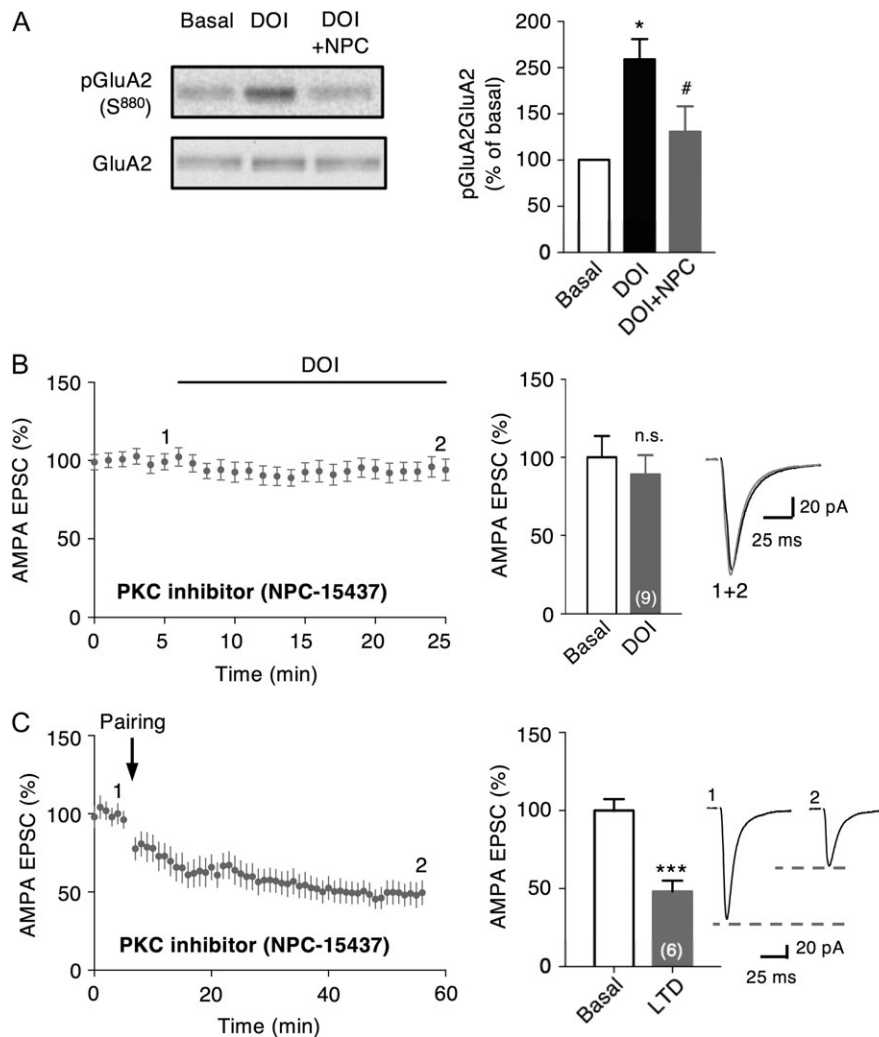 A
Basal DOI DOI
+NPC
pGluA2
(S880)
GluA2
pGluA2GluA2
(% of basal)
250
200
150
100
50
0
*
#
Basal
DOI
DOI+NPC
B
DOI
AMPA EPSC (%)
150
100
50
0
1
2
PKC inhibitor (NPC-15437)
0 5 10 15 20 25
Time (min)
AMPA EPSC (%)
150
100
50
0
n.s.
(9)
Basal
DOI
20 pA
25 ms
1+2
C
Pairing
AMPA EPSC (%)
150
100
50
0
1
2
PKC inhibitor (NPC-15437)
0 20 40 60
Time (min)
AMPA EPSC (%)
150
100
50
0
***
(6)
Basal
LTD
1 2
20 pA
25 ms